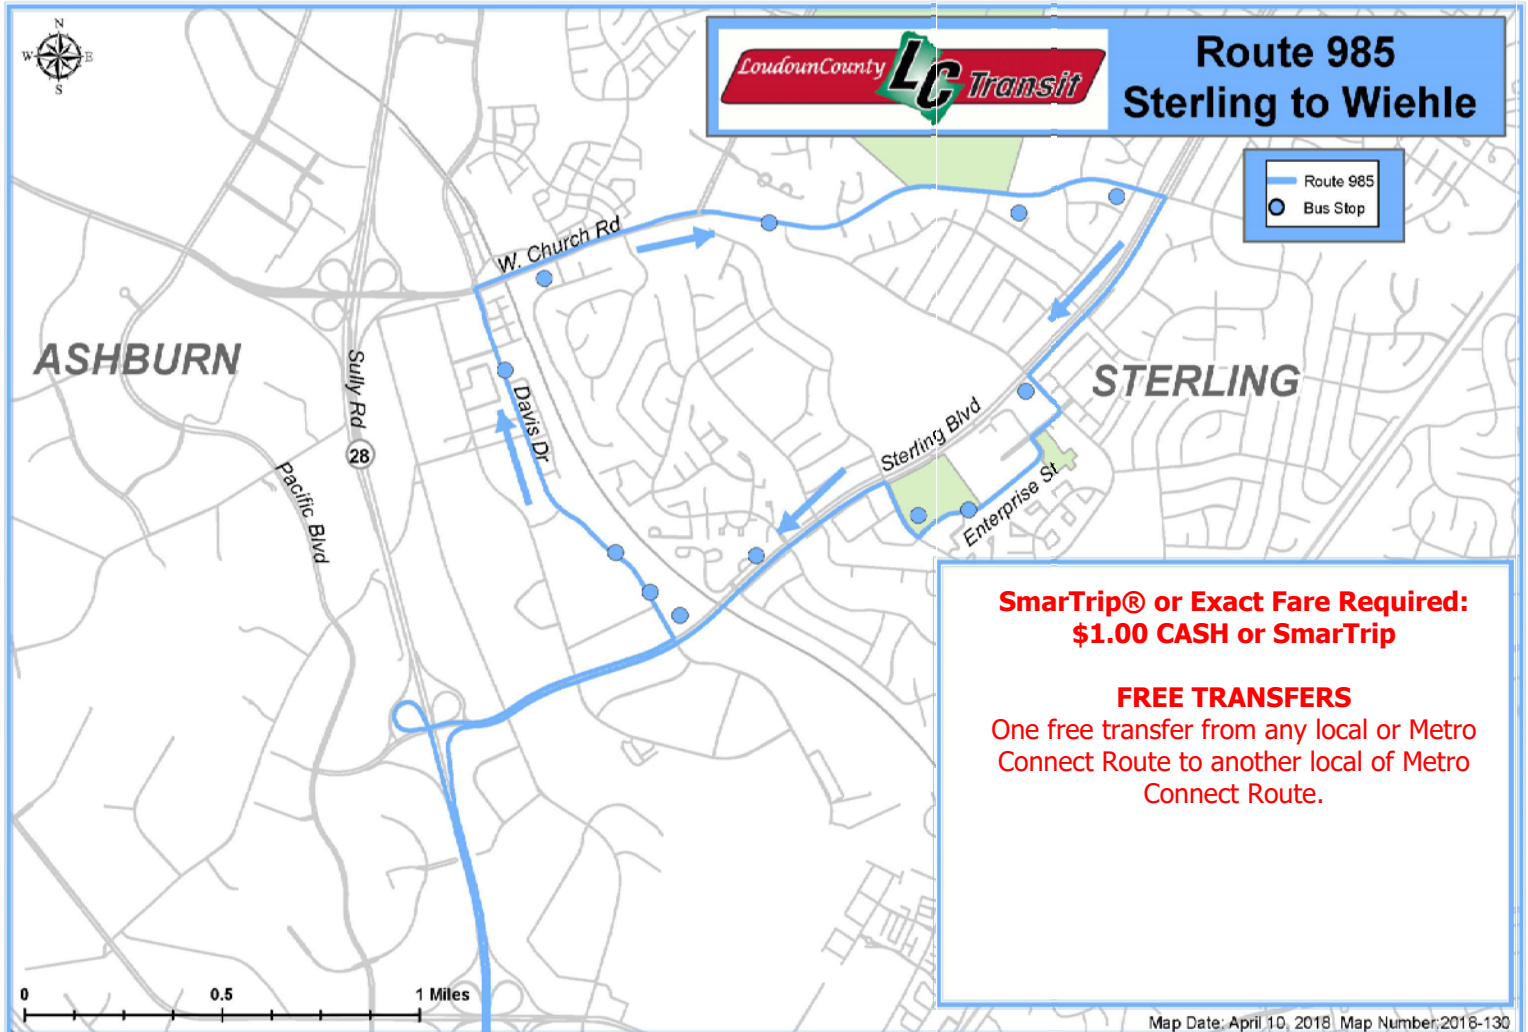 N
W E
S
LoudounCounty LC Transit
Route 985
Sterling to Wiehle
Route 985
Bus Stop
W. Church Rd
ASHBURN
Sully Rd
Davis Dr
STERLING
28
Sterling Blvd
Pacific Blvd
Enterprise St
SmarTrip® or Exact Fare Required:
$1.00 CASH or SmarTrip
FREE TRANSFERS
One free transfer from any local or Metro
Connect Route to another local of Metro
Connect Route.
0 0.5 1 Miles
Map Date: April 10, 2018 Map Number:2018-130